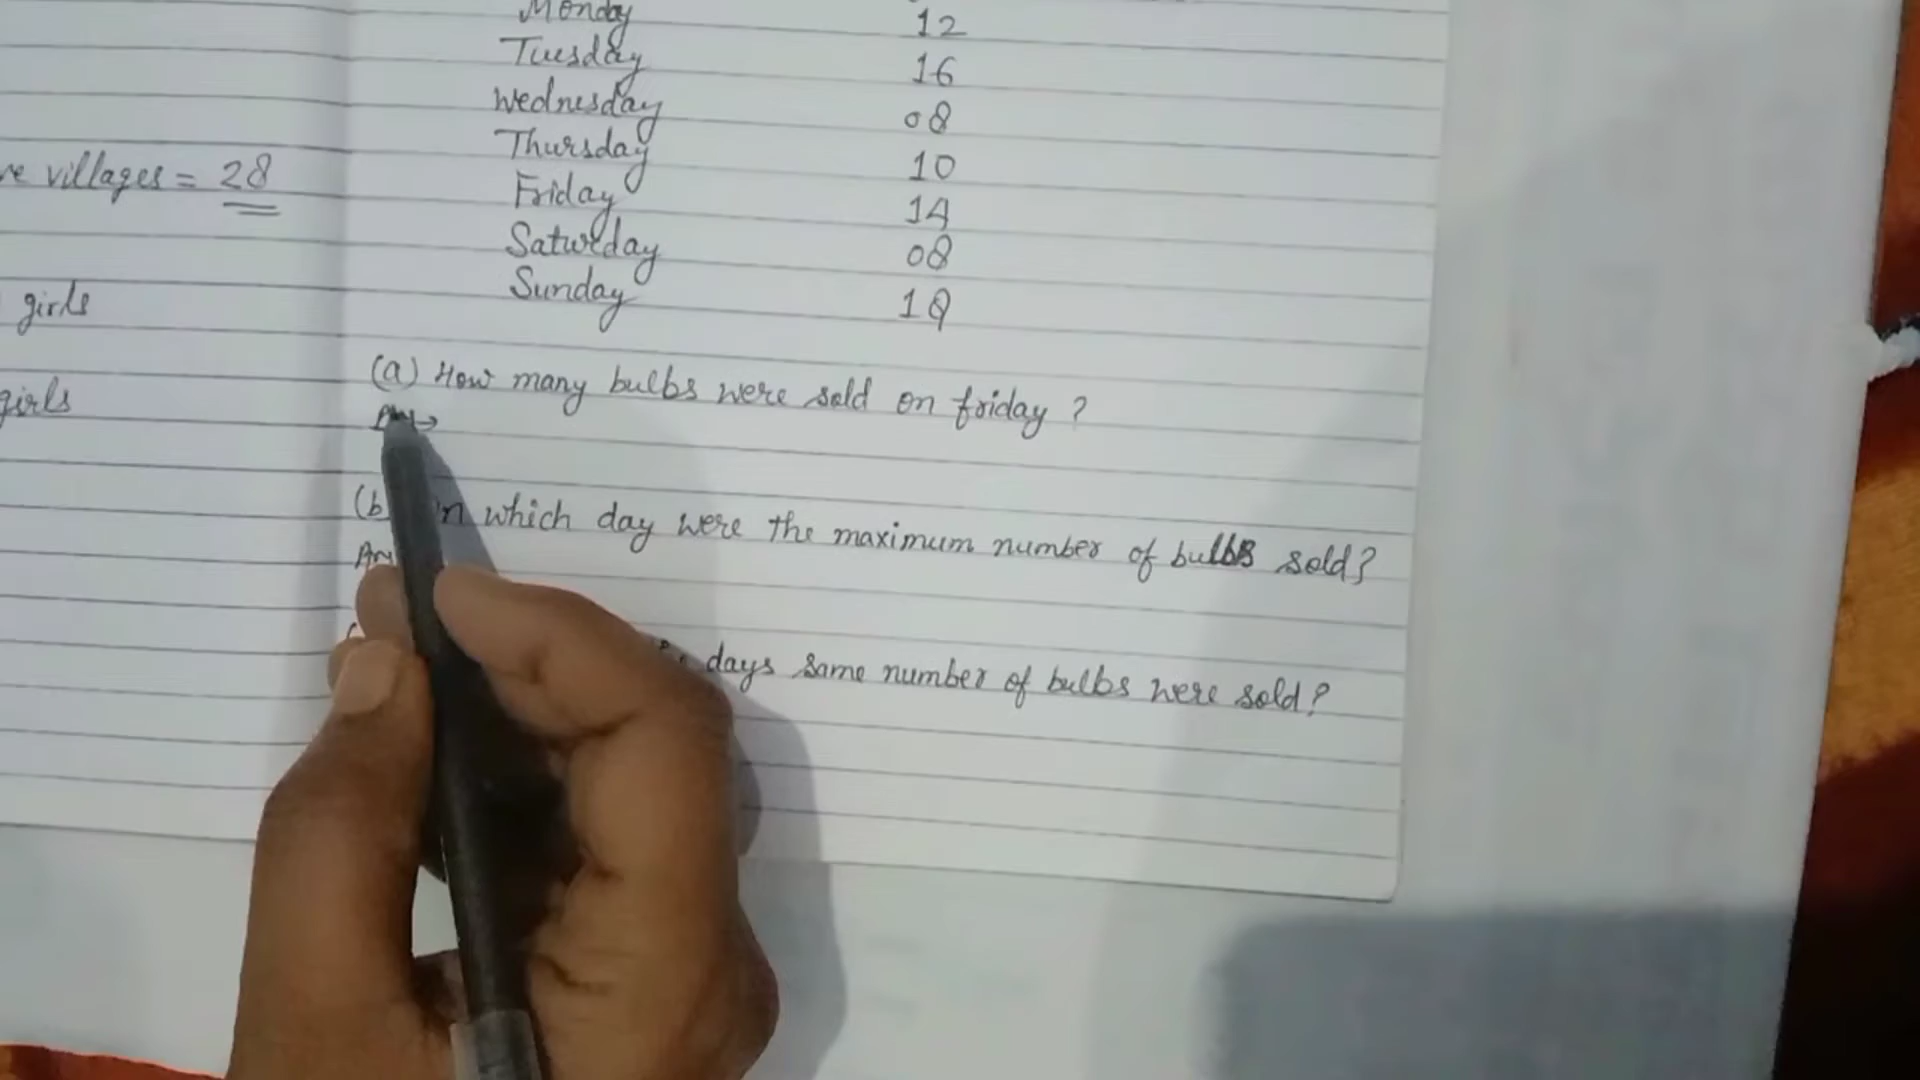 ve villages = 28
girls
girls
Monday 12
Tuesday 16
Wednesday 08
Thursday 10
Friday 14
Saturday 08
Sunday
(a) How many bulbs were sold on friday ?
(b) which day were the maximum number of bulbs sold?
days same number of bulbs were sold?